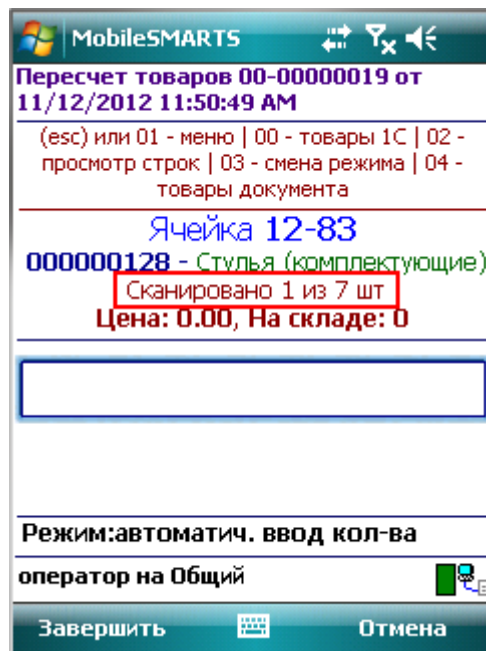 MobileSMARTS
Пересчет товаров 00-00000019 от
11/12/2012 11:50:49 AM
(esc) или 01 - меню | 00 - товары 1С | 02 -
просмотр строк | 03 - смена режима | 04 -
товары документа
Ячейка 12-83
000000128 - Стулья (комплектующие)
Сканировано 1 из 7 шт
Цена: 0.00, На складе: 0
Режим:автоматич. ввод кол-ва
оператор на Общий
Завершить Отмена